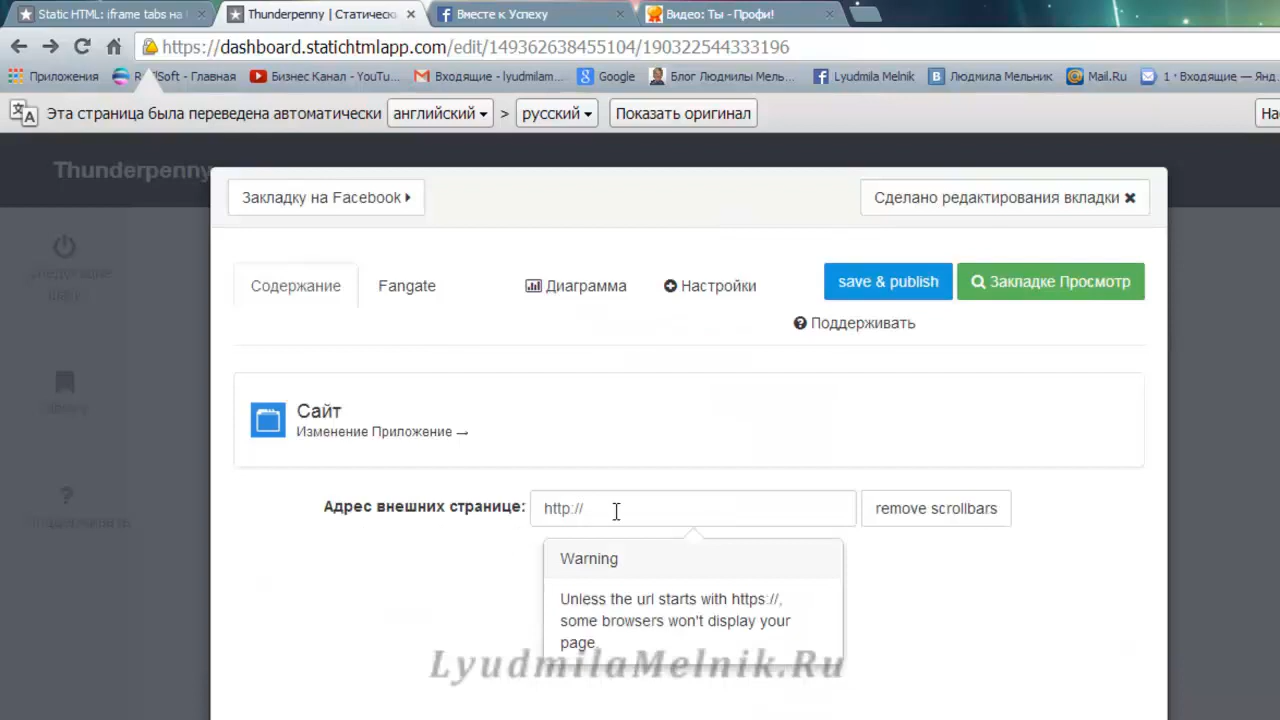 Static HTML: iframe tabs на
Thunderpenny | Статическ
Вместе к Успеху
Видео: Ты - Профи!
https://dashboard.statichtmlapp.com/edit/149362638455104/190322544333196
Приложения
Soft - Главная
Бизнес Канал - YouTu...
Входящие - lyudmilam...
Google
Блог Людмилы Мель...
Lyudmila Melnik
Людмила Мельник
Mail.Ru
1 · Входящие — Янд
Эта страница была переведена автоматически
английский
>
русский
Показать оригинал
На
Thunderpenny
Закладку на Facebook
Сделано редактирования вкладки
Содержание
Fangate
Диаграмма
Настройки
save & publish
Закладке Просмотр
Поддерживать
Сайт
Изменение Приложение →
Адрес внешних странице:
http://
remove scrollbars
Warning
Unless the url starts with https://,
some browsers won't display your
page.
LyudmilaMelnik.Ru